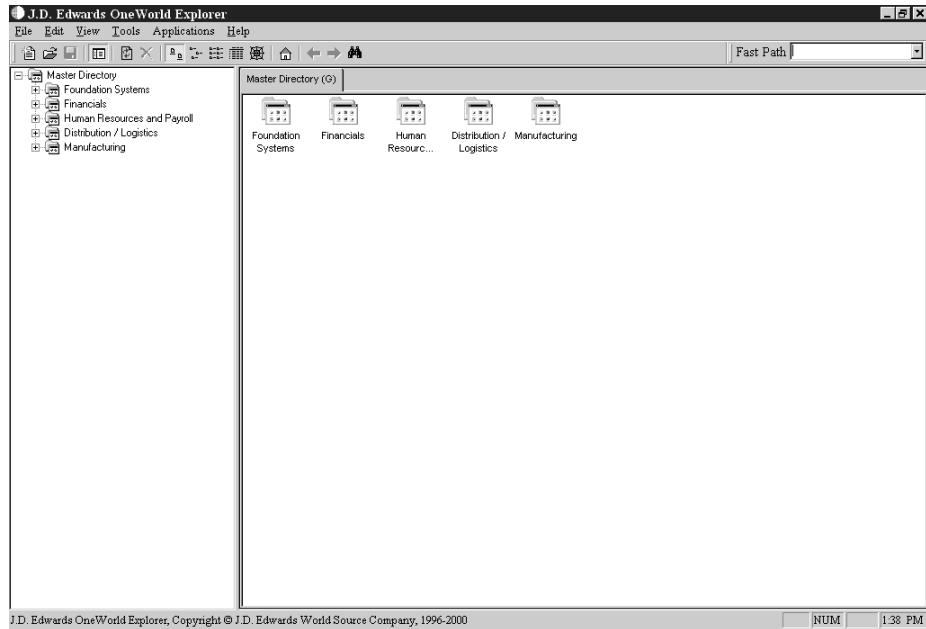 J.D. Edwards OneWorld Explorer
File Edit View Tools Applications Help
Fast Path
Master Directory
Foundation Systems
Financials
Human Resources and Payroll
Distribution / Logistics
Manufacturing
Master Directory (G)
Foundation Systems
Financials
Human Resourc...
Distribution / Logistics
Manufacturing
J.D. Edwards OneWorld Explorer, Copyright © J.D. Edwards World Source Company, 1996-2000
NUM
1:38 PM